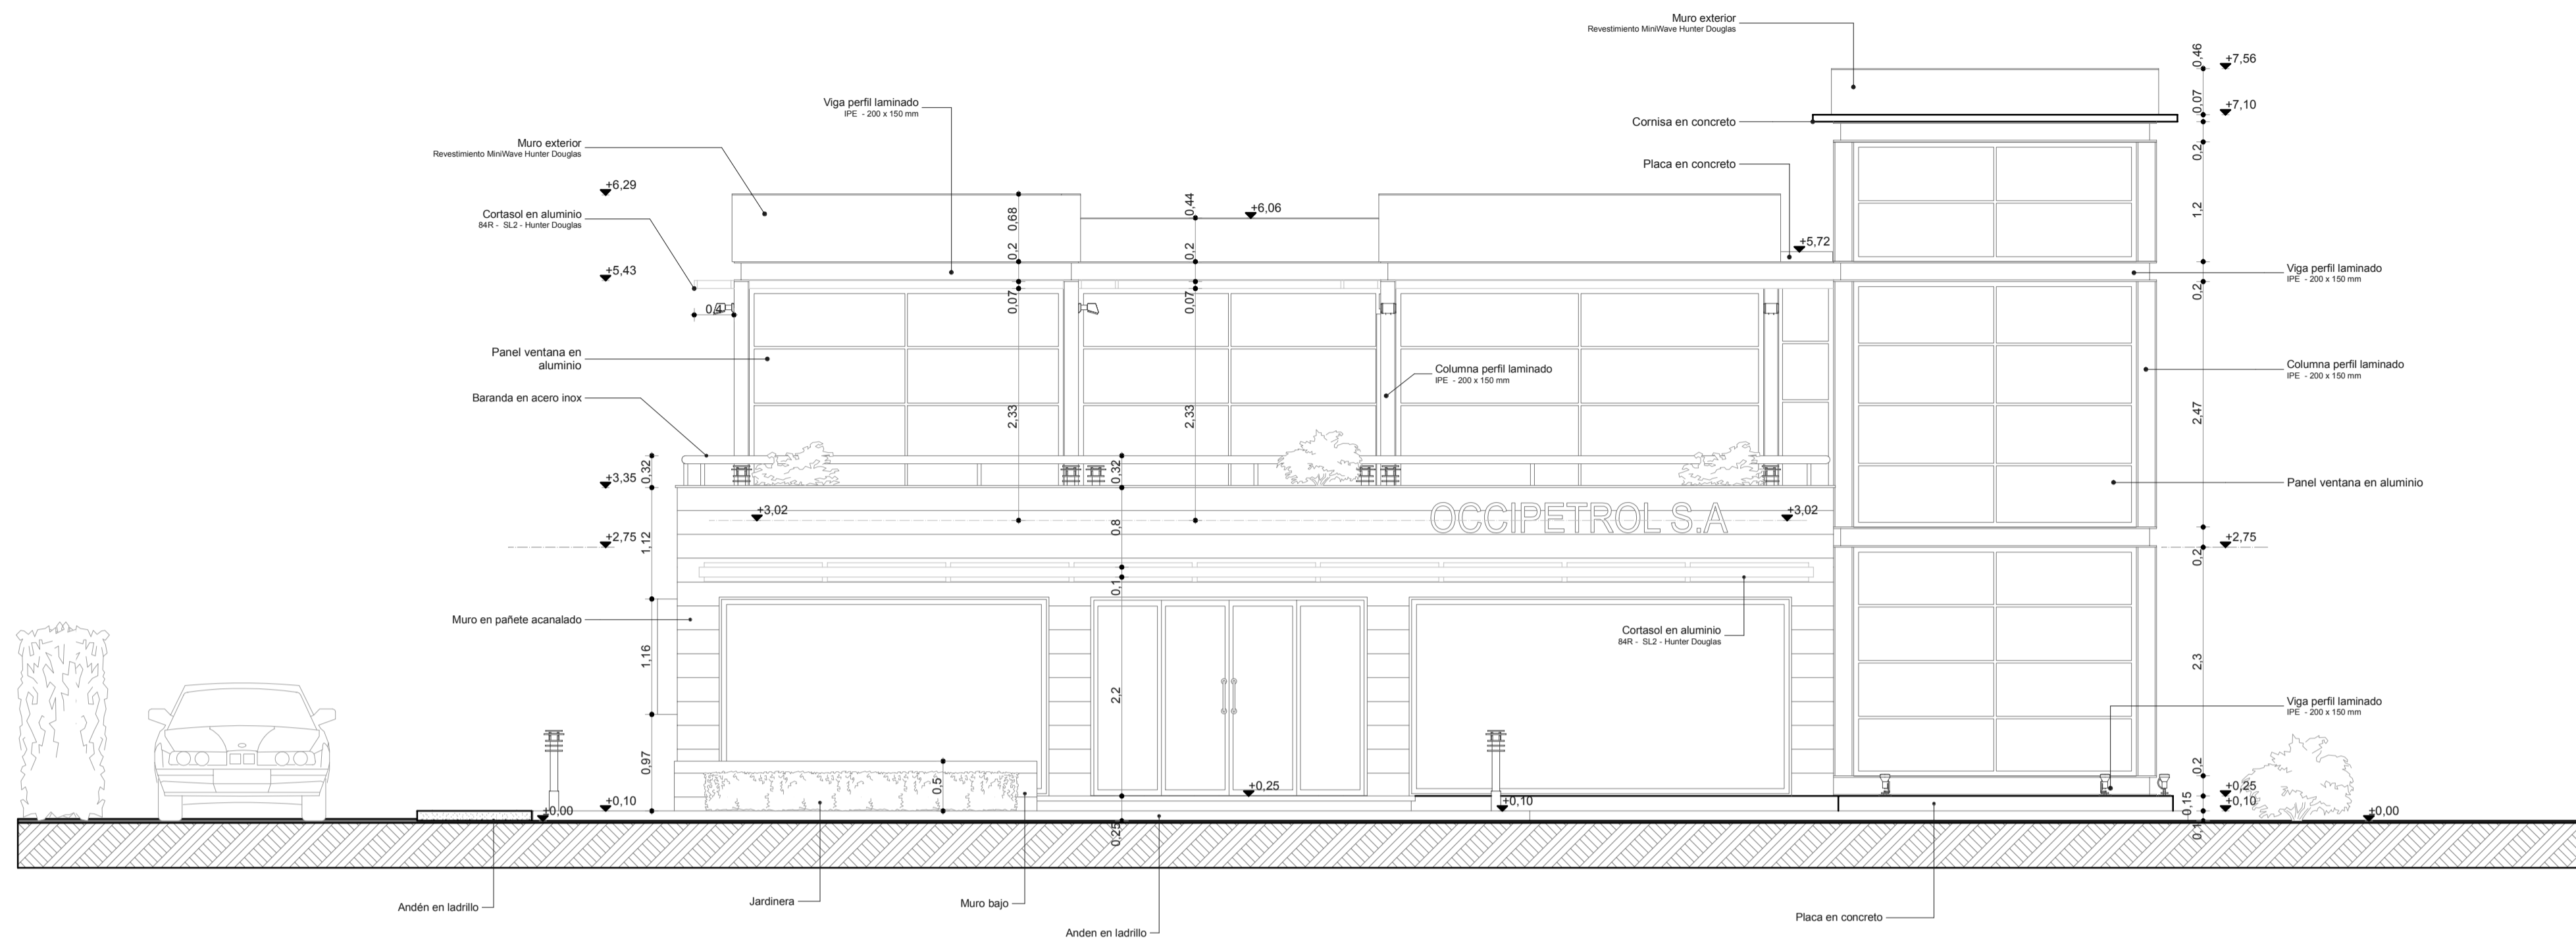 Muro exterior
Revestimiento MiniWave Hunter Douglas
0,46
+7,56
0,07
+7,10
Viga perfil laminado
IPE - 200 x 150 mm
Cornisa en concreto
Muro exterior
Revestimiento MiniWave Hunter Douglas
0,2
Placa en concreto
+6,29
0,68
0,44
+6,06
1,2
Cortasol en aluminio
84R - SL2 - Hunter Douglas
0,2
0,2
+5,72
+5,43
Viga perfil laminado
IPE - 200 x 150 mm
0,2
0,07
0,07
0,4
Panel ventana en
aluminio
Columna perfil laminado
IPE - 200 x 150 mm
Columna perfil laminado
IPE - 200 x 150 mm
Baranda en acero inox
2,33
2,33
2,47
+3,35
0,32
0,32
Panel ventana en aluminio
+3,02
OCCIPETROL S.A
+3,02
+2,75
1,12
0,8
+2,75
0,2
0,1
Muro en pañete acanalado
Cortasol en aluminio
84R - SL2 - Hunter Douglas
1,16
2,2
2,3
Viga perfil laminado
IPE - 200 x 150 mm
0,97
0,5
0,2
+0,25
+0,25
+0,00
+0,10
+0,10
0,15
+0,10
+0,00
0,25
0,1
Andén en ladrillo
Jardinera
Muro bajo
Anden en ladrillo
Placa en concreto